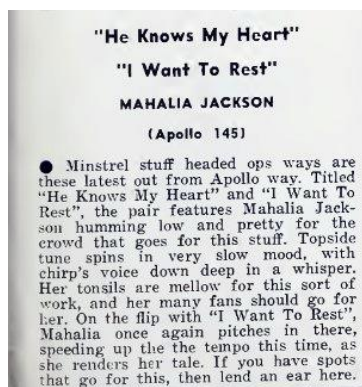 "He Knows My Heart"
"I Want To Rest"
MAHALIA JACKSON
(Apollo 145)
● Minstrel stuff headed ops ways are
these latest out from Apollo way. Titled
"He Knows My Heart" and "I Want To
Rest", the pair features Mahalia Jack-
son humming low and pretty for the
crowd that goes for this stuff. Topside
tune spins in very slow mood, with
chirp's voice down deep in a whisper.
Her tonsils are mellow for this sort of
work, and her many fans should go for
her. On the flip with "I Want To Rest",
Mahalia once again pitches in there,
speeding up the the tempo this time, as
she renders her tale. If you have spots
that go for this, then lend an ear here.